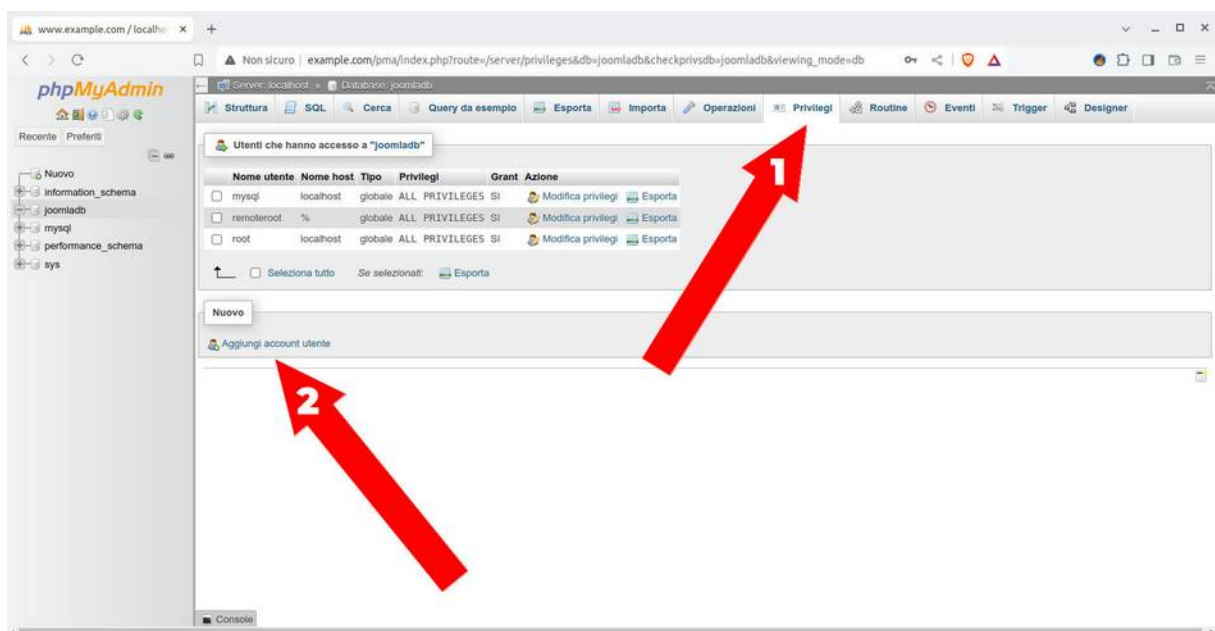 www.example.com / localho
Non sicuro example.com/pma/index.php?route=/server/privileges&db=joomladb&checkprivsdb=joomladb&viewing_mode=db
phpMyAdmin
Recente Preferiti
Nuovo
information_schema
joomladb
mysql
performance_schema
sys
Server: localhost » Database: joomladb
Struttura SQL Cerca Query da esempio Esporta Importa Operazioni Privilegi Routine Eventi Trigger Designer
Utenti che hanno accesso a "joomladb"
Nome utente Nome host Tipo Privilegi Grant Azione
mysql localhost globale ALL PRIVILEGES Sì Modifica privilegi Esporta
remoteroot % globale ALL PRIVILEGES Sì Modifica privilegi Esporta
root localhost globale ALL PRIVILEGES Sì Modifica privilegi Esporta
Seleziona tutto Se selezionati: Esporta
Nuovo
Aggiungi account utente
1
2
Console